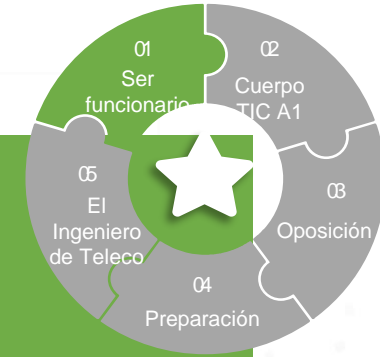 01
Ser
funcionario
02
Cuerpo
TIC A1
03
Oposición
04
Preparación
05
El
Ingeniero
de Teleco